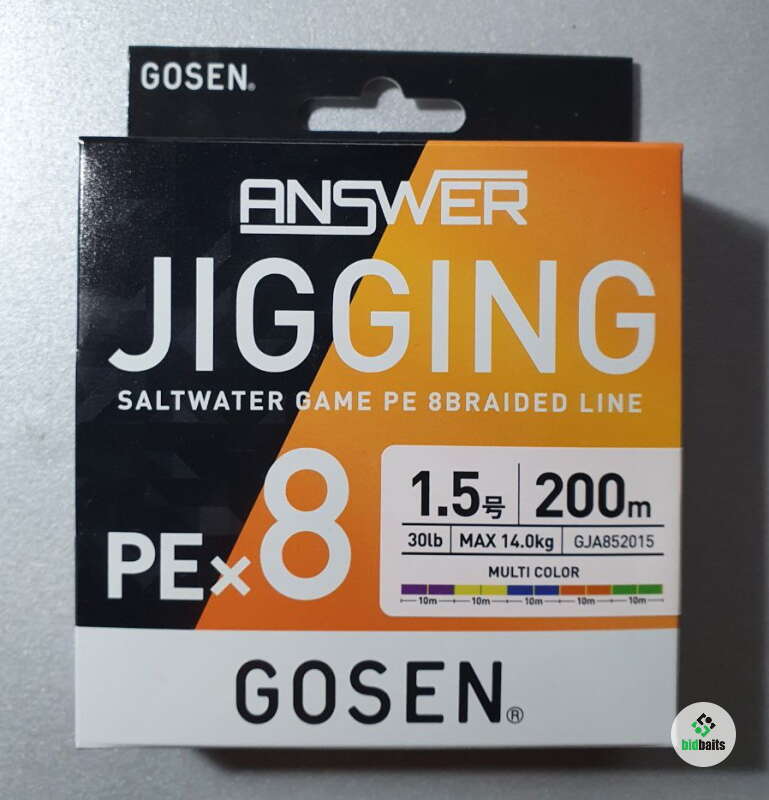 GOSEN®
ANSWER
JIGGING
SALTWATER GAME PE 8BRAIDED LINE
PE×8
1.5号 200m
30lb MAX 14.0kg GJA852015
MULTI COLOR
10m 10m 10m 10m 10m
GOSEN®
bidbaits